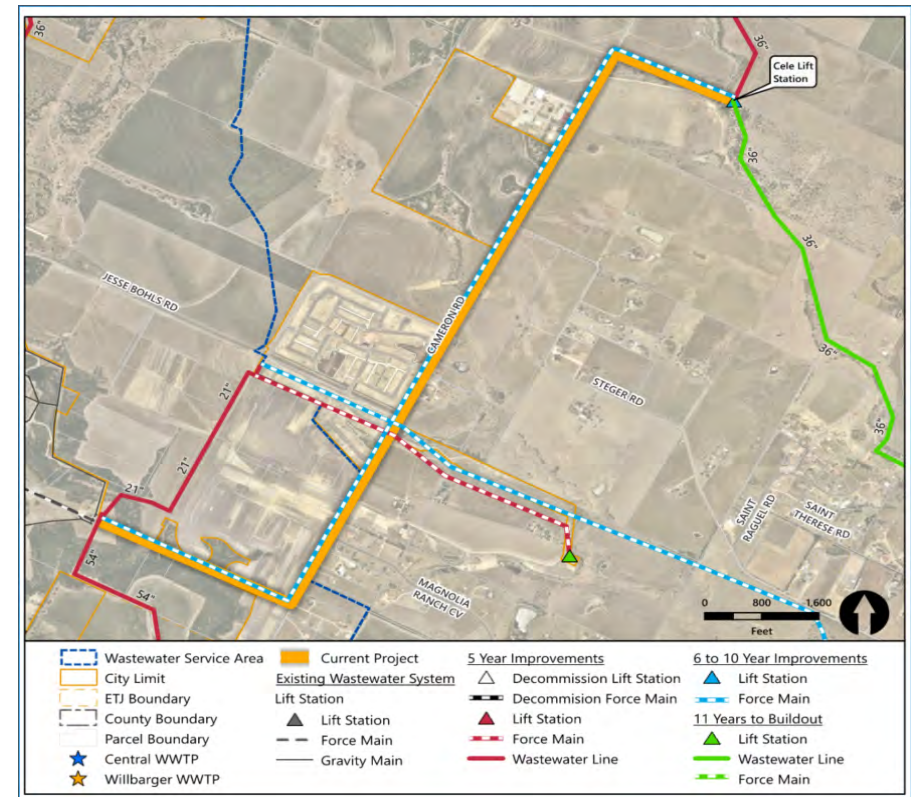 36"
36"
Cele Lift
Station
36"
36"
JESSE BOHLS RD
CAMERON RD
36"
21"
STEGER RD
36"
21"
21"
SAINT
RAGUEL RD
SAINT
THERESE RD
54"
54"
MAGNOLIA
RANCH CV
0 800 1,600
Feet
Wastewater Service Area
City Limit
ETJ Boundary
County Boundary
Parcel Boundary
Central WWTP
Willbarger WWTP
Current Project
Existing Wastewater System
Lift Station
Lift Station
Force Main
Gravity Main
5 Year Improvements
Decommission Lift Station
Decommision Force Main
Lift Station
Force Main
Wastewater Line
6 to 10 Year Improvements
Lift Station
Force Main
11 Years to Buildout
Lift Station
Wastewater Line
Force Main